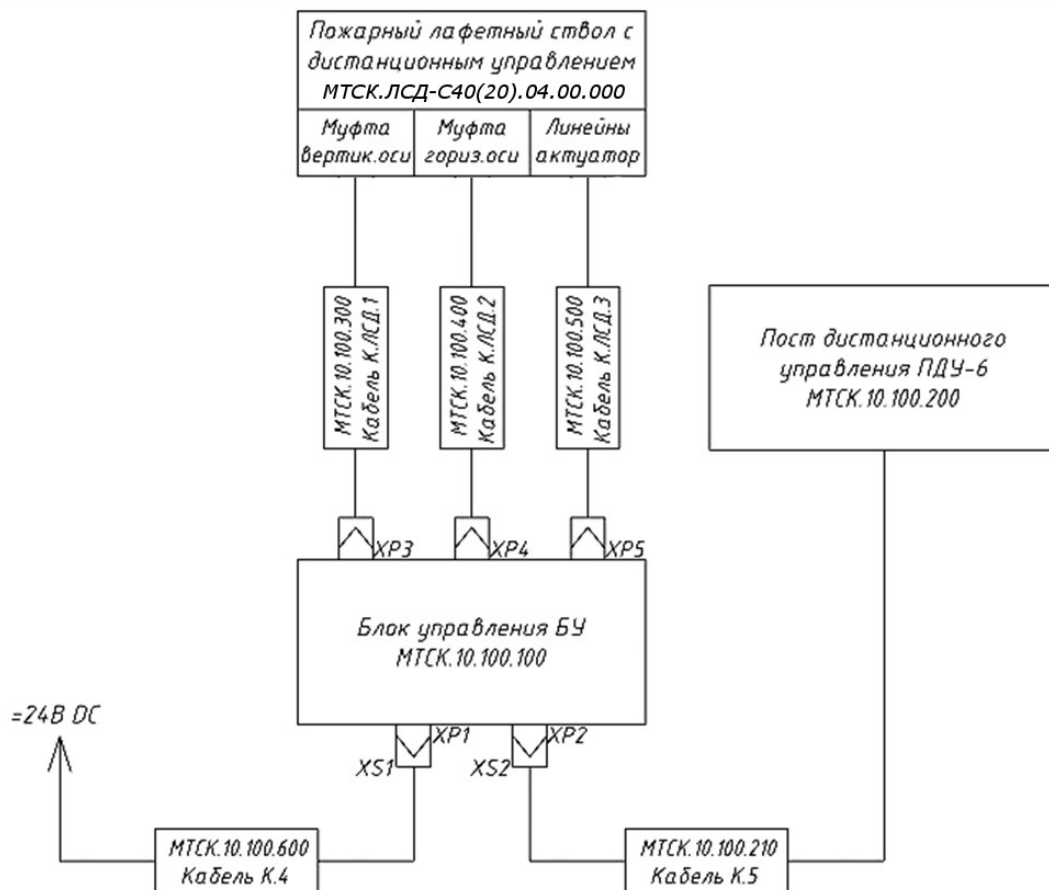 Пожарный лафетный ствол с
дистанционным управлением
МТСК.ЛСД-С40(20).04.00.000
Муфта
вертик.оси
Муфта
гориз.оси
Линейны
актуатор
МТСК.10.100.300
Кабель К.ЛСД.1
МТСК.10.100.400
Кабель К.ЛСД.2
МТСК.10.100.500
Кабель К.ЛСД.3
Пост дистанционного
управления ПДУ-6
МТСК.10.100.200
XP3
XP4
XP5
Блок управления БУ
МТСК.10.100.100
=24В DC
XP1
XP2
XS1
XS2
МТСК.10.100.600
Кабель К.4
МТСК.10.100.210
Кабель К.5